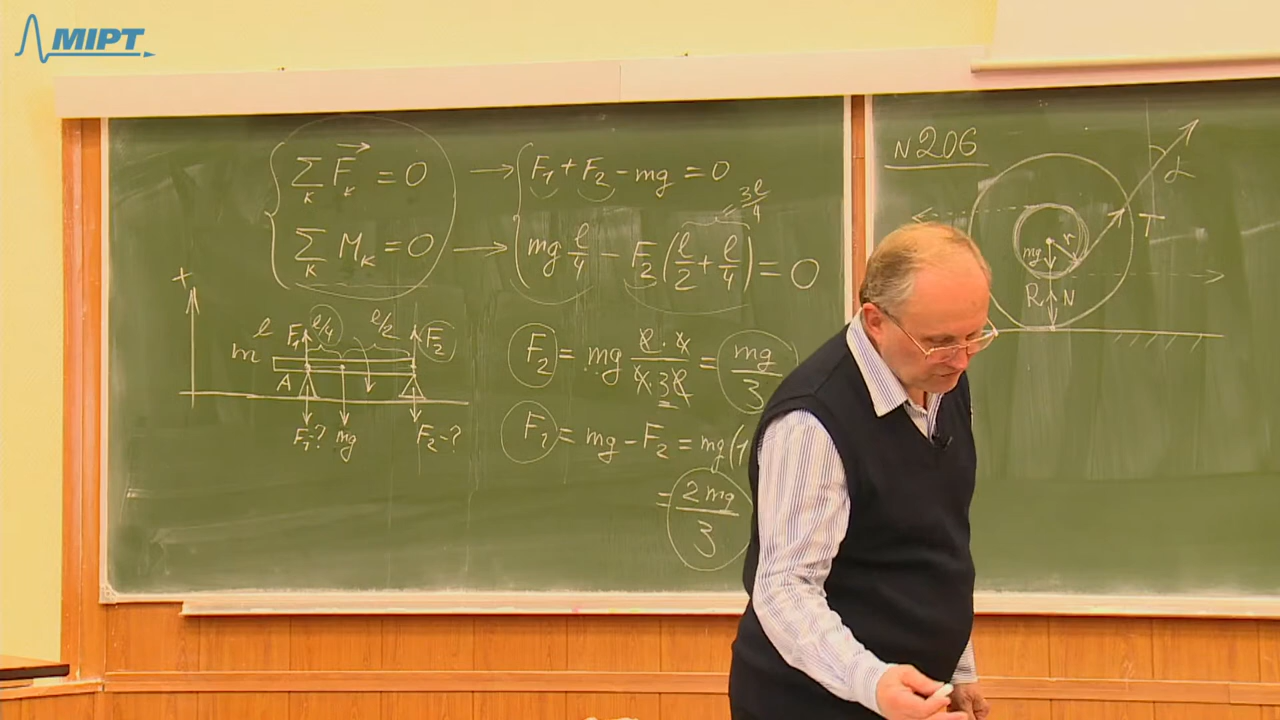 MIPT
Σ F⃗ₖ = 0 → F₁ + F₂ - mg = 0
к
3l/4
Σ Mₖ = 0 → mg l/4 - F₂ (l/2 + l/4) = 0
к
x
l F₁ l/4 l/2 F₂
m
A
F₁-? mg F₂-?
F₂ = mg l·4/4·3l = mg/3
F₁ = mg - F₂ = mg(1
= 2mg/3
N206
α
T
r
mg
R N